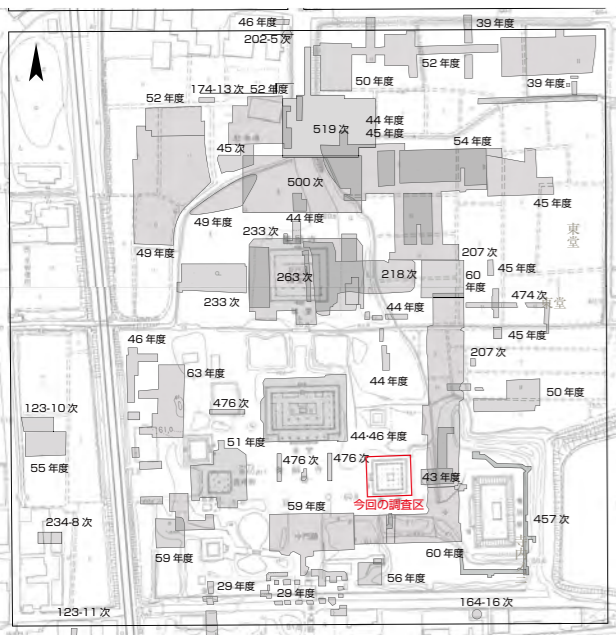 46 年度
202-5 次
39 年度
50 年度
52 年度
39 年度
174-13 次
52 年度
52 年度
44 年度
45 年度
519 次
54 年度
45 次
500 次
45 年度
49 年度
44 年度
233 次
49 年度
東堂
207 次
263 次
218 次
60 年度
45 年度
233 次
474 次
東堂
44 年度
45 年度
46 年度
207 次
63 年度
44 年度
50 年度
476 次
123-10 次
44-46 年度
51 年度
476 次
476 次
55 年度
43 年度
今回の調査区
59 年度
457 次
234-8 次
59 年度
60 年度
56 年度
29 年度
29 年度
164-16 次
123-11 次